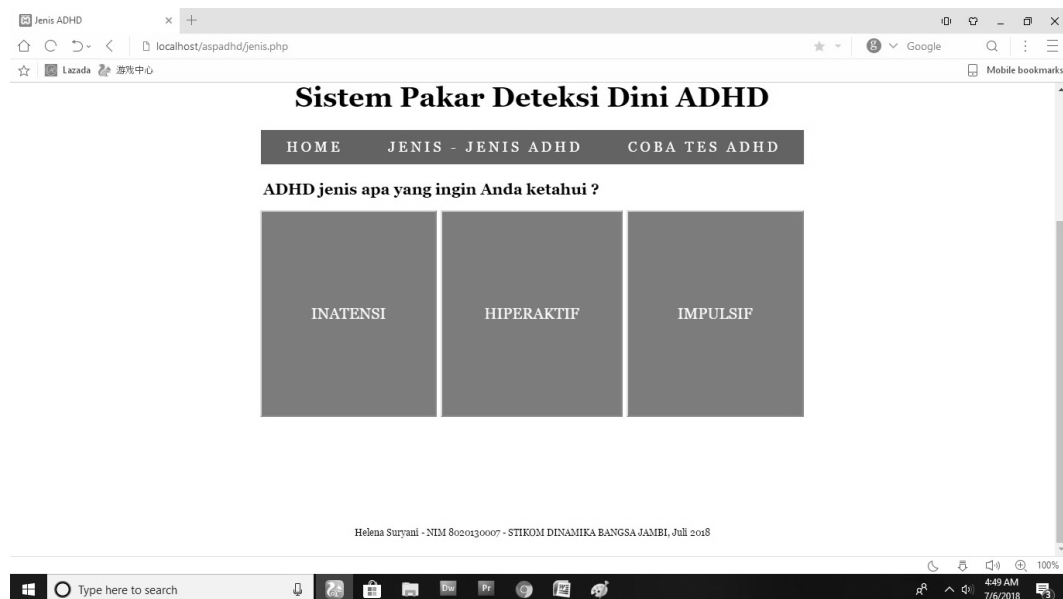 Jenis ADHD
localhost/aspadhd/jenis.php
Google
Lazada 游戏中心
Mobile bookmarks
Sistem Pakar Deteksi Dini ADHD
HOME JENIS - JENIS ADHD COBA TES ADHD
ADHD jenis apa yang ingin Anda ketahui ?
INATENSI HIPERAKTIF IMPULSIF
Helena Suryani - NIM 8020130007 - STIKOM DINAMIKA BANGSA JAMBI, Juli 2018
100%
Type here to search
Dw Pr
4:49 AM
7/6/2018
3